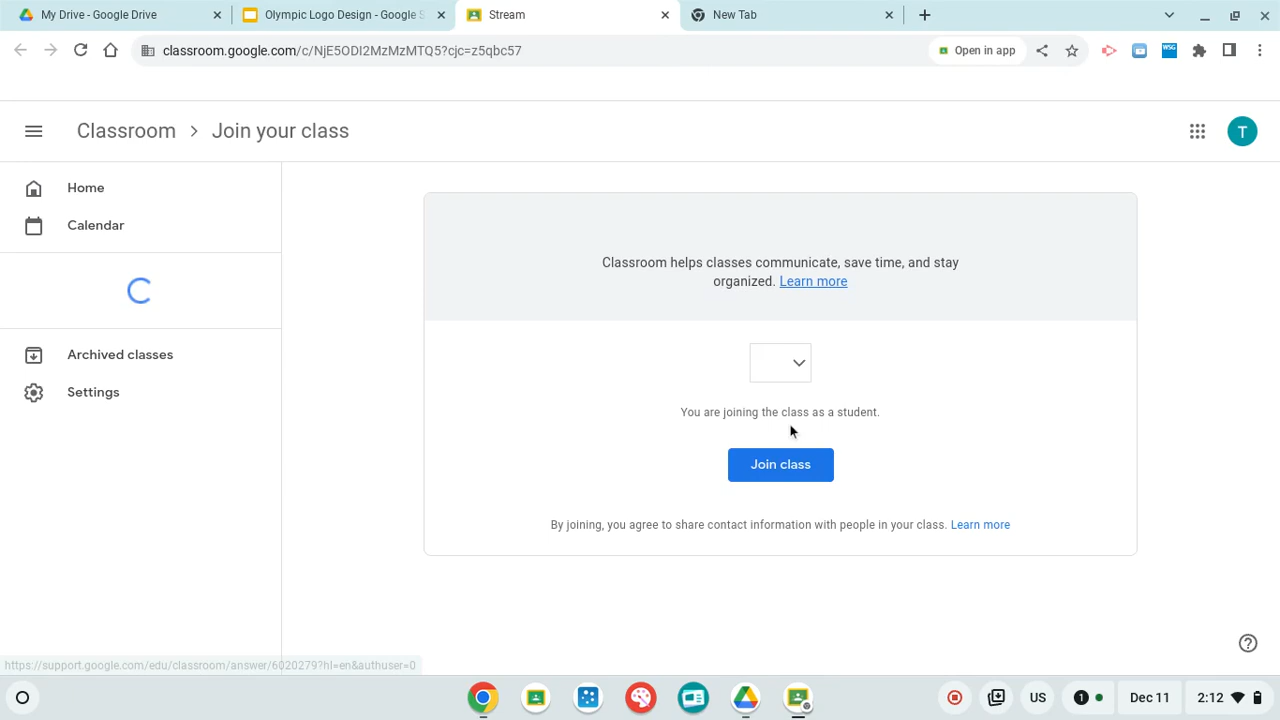 My Drive - Google Drive
Olympic Logo Design - Google S
Stream
New Tab
classroom.google.com/c/NjE5ODI2MzMzMTQ5?cjc=z5qbc57
Open in app
WSG
Classroom > Join your class
T
Home
Calendar
Archived classes
Settings
Classroom helps classes communicate, save time, and stay
organized. Learn more
You are joining the class as a student.
Join class
By joining, you agree to share contact information with people in your class. Learn more
https://support.google.com/edu/classroom/answer/6020279?hl=en&authuser=0
US
1
Dec 11
2:12